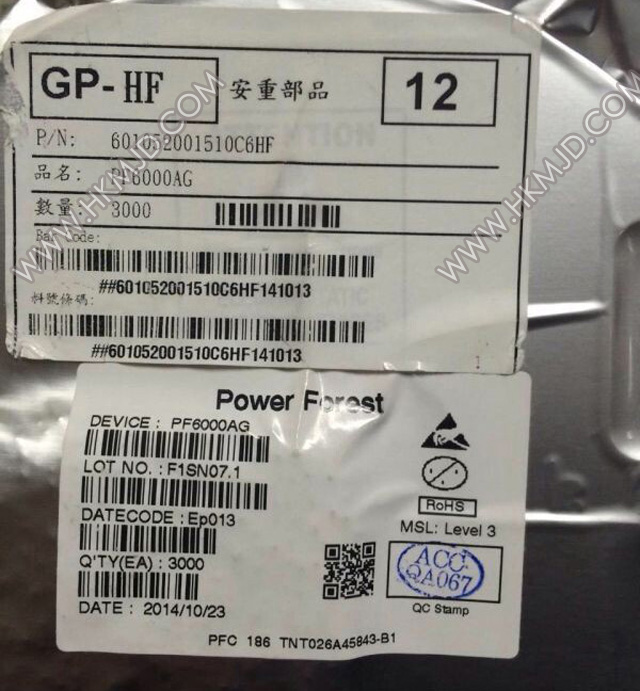 GP-HF 安重部品 12
P/N: 601052001510C6HF
品名: PF6000AG
數量: 3000
Bar Code:
##601052001510C6HF141013
料號條碼:
##601052001510C6HF141013
Power Forest
DEVICE : PF6000AG
LOT NO. : F1SN07.1
DATECODE : Ep013
Q'TY(EA) : 3000
DATE : 2014/10/23
RoHS
MSL: Level 3
ACC.
QA067
QC Stamp
PFC 186 TNT026A45843-B1
WWW.HKMJD.COM
WWW.HKMJD.COM